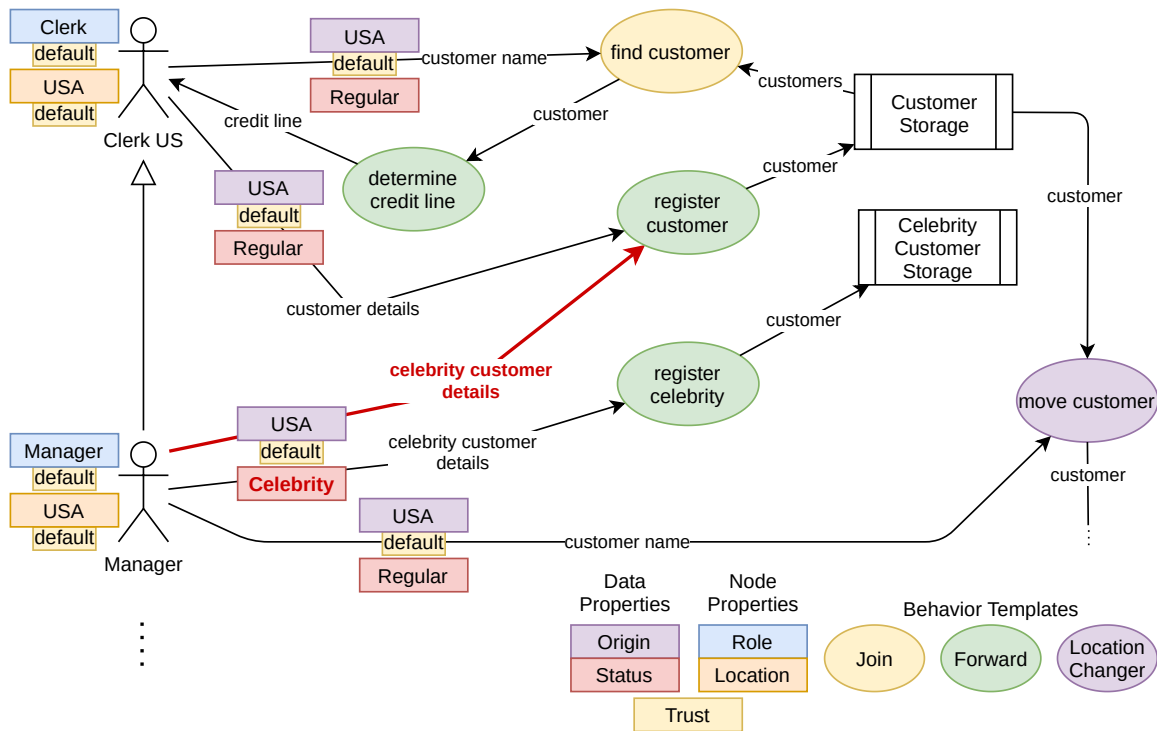 Clerk
default
USA
default
Clerk US
USA
default
Regular
customer name
find customer
customers
Customer
Storage
credit line
customer
determine
credit line
USA
default
Regular
customer details
register
customer
customer
customer
Celebrity
Customer
Storage
customer
celebrity customer
details
register
celebrity
move customer
Manager
default
USA
default
Manager
USA
default
Celebrity
celebrity customer
details
customer
USA
default
Regular
customer name
Data
Properties
Node
Properties
Behavior Templates
Origin
Status
Role
Location
Trust
Join
Forward
Location
Changer